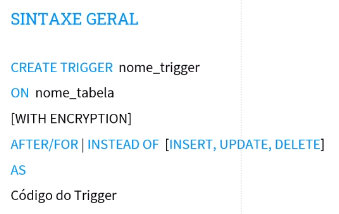 SINTAXE GERAL
CREATE TRIGGER nome_trigger
ON nome_tabela
[WITH ENCRYPTION]
AFTER/FOR | INSTEAD OF [INSERT, UPDATE, DELETE]
AS
Código do Trigger